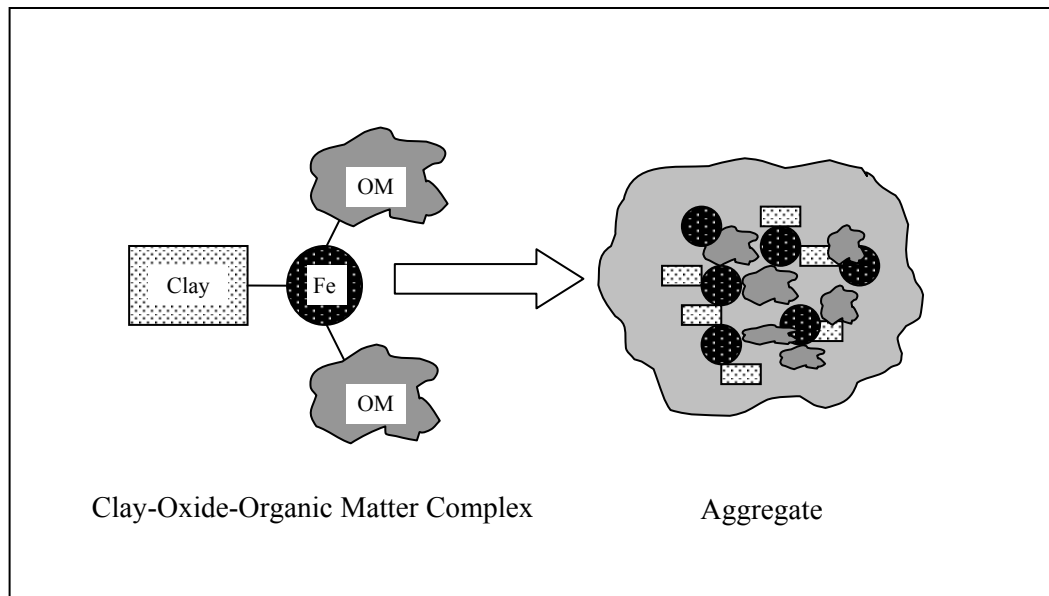 OM
Clay
Fe
OM
Clay-Oxide-Organic Matter Complex
Aggregate